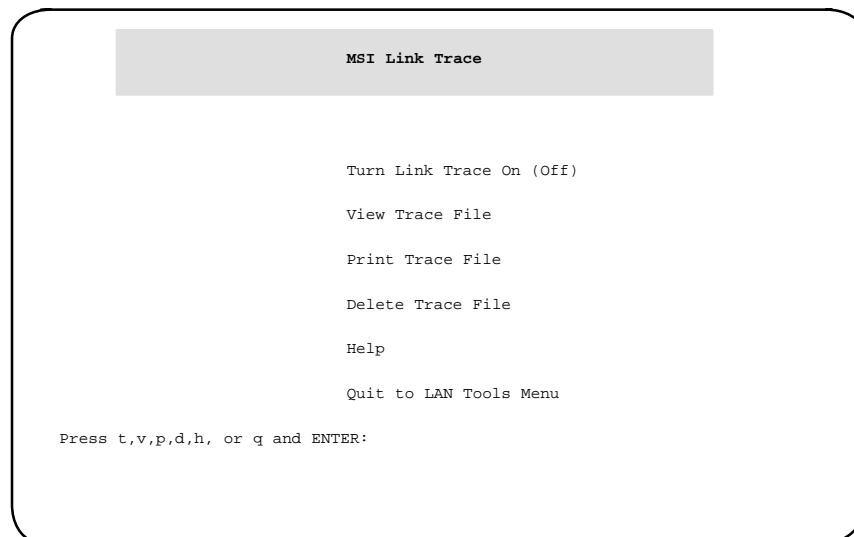 MSI Link Trace
Turn Link Trace On (Off)
View Trace File
Print Trace File
Delete Trace File
Help
Quit to LAN Tools Menu
Press t,v,p,d,h, or q and ENTER: